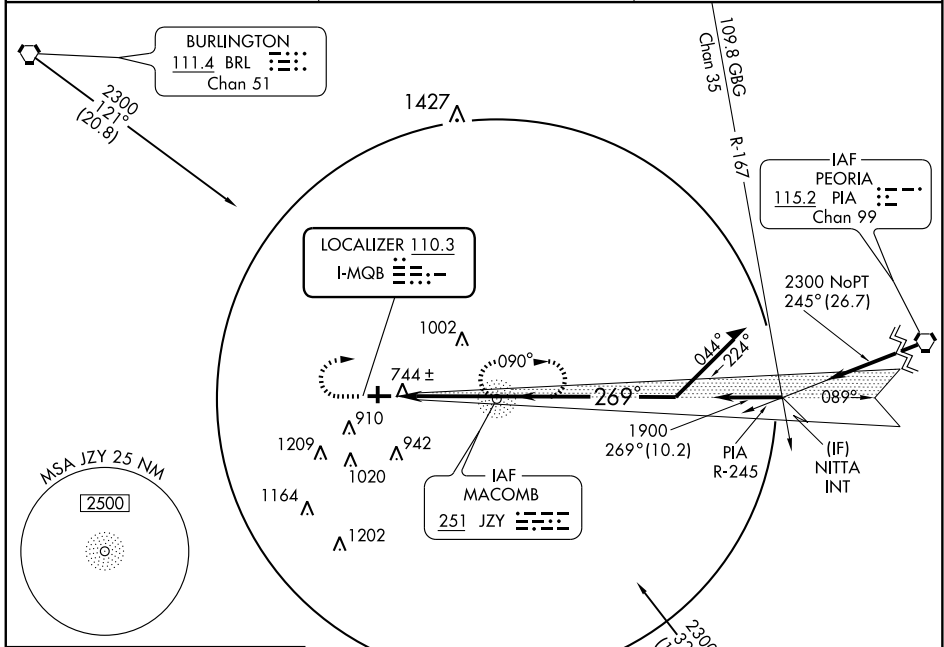 BURLINGTON
111.4 BRL
Chan 51
2300
121°
(20.8)
1427
109.8 GBG
Chan 35
R-167
IAF
PEORIA
115.2 PIA
Chan 99
LOCALIZER 110.3
I-MQB
2300 NoPT
245° (26.7)
1002
090°
044°
224°
744 ±
269°
089°
910
1900
269° (10.2)
PIA
R-245
(IF)
NITTA
INT
1209
942
1020
IAF
MACOMB
251 JZY
MSA JZY 25 NM
2500
1164
1202
2300